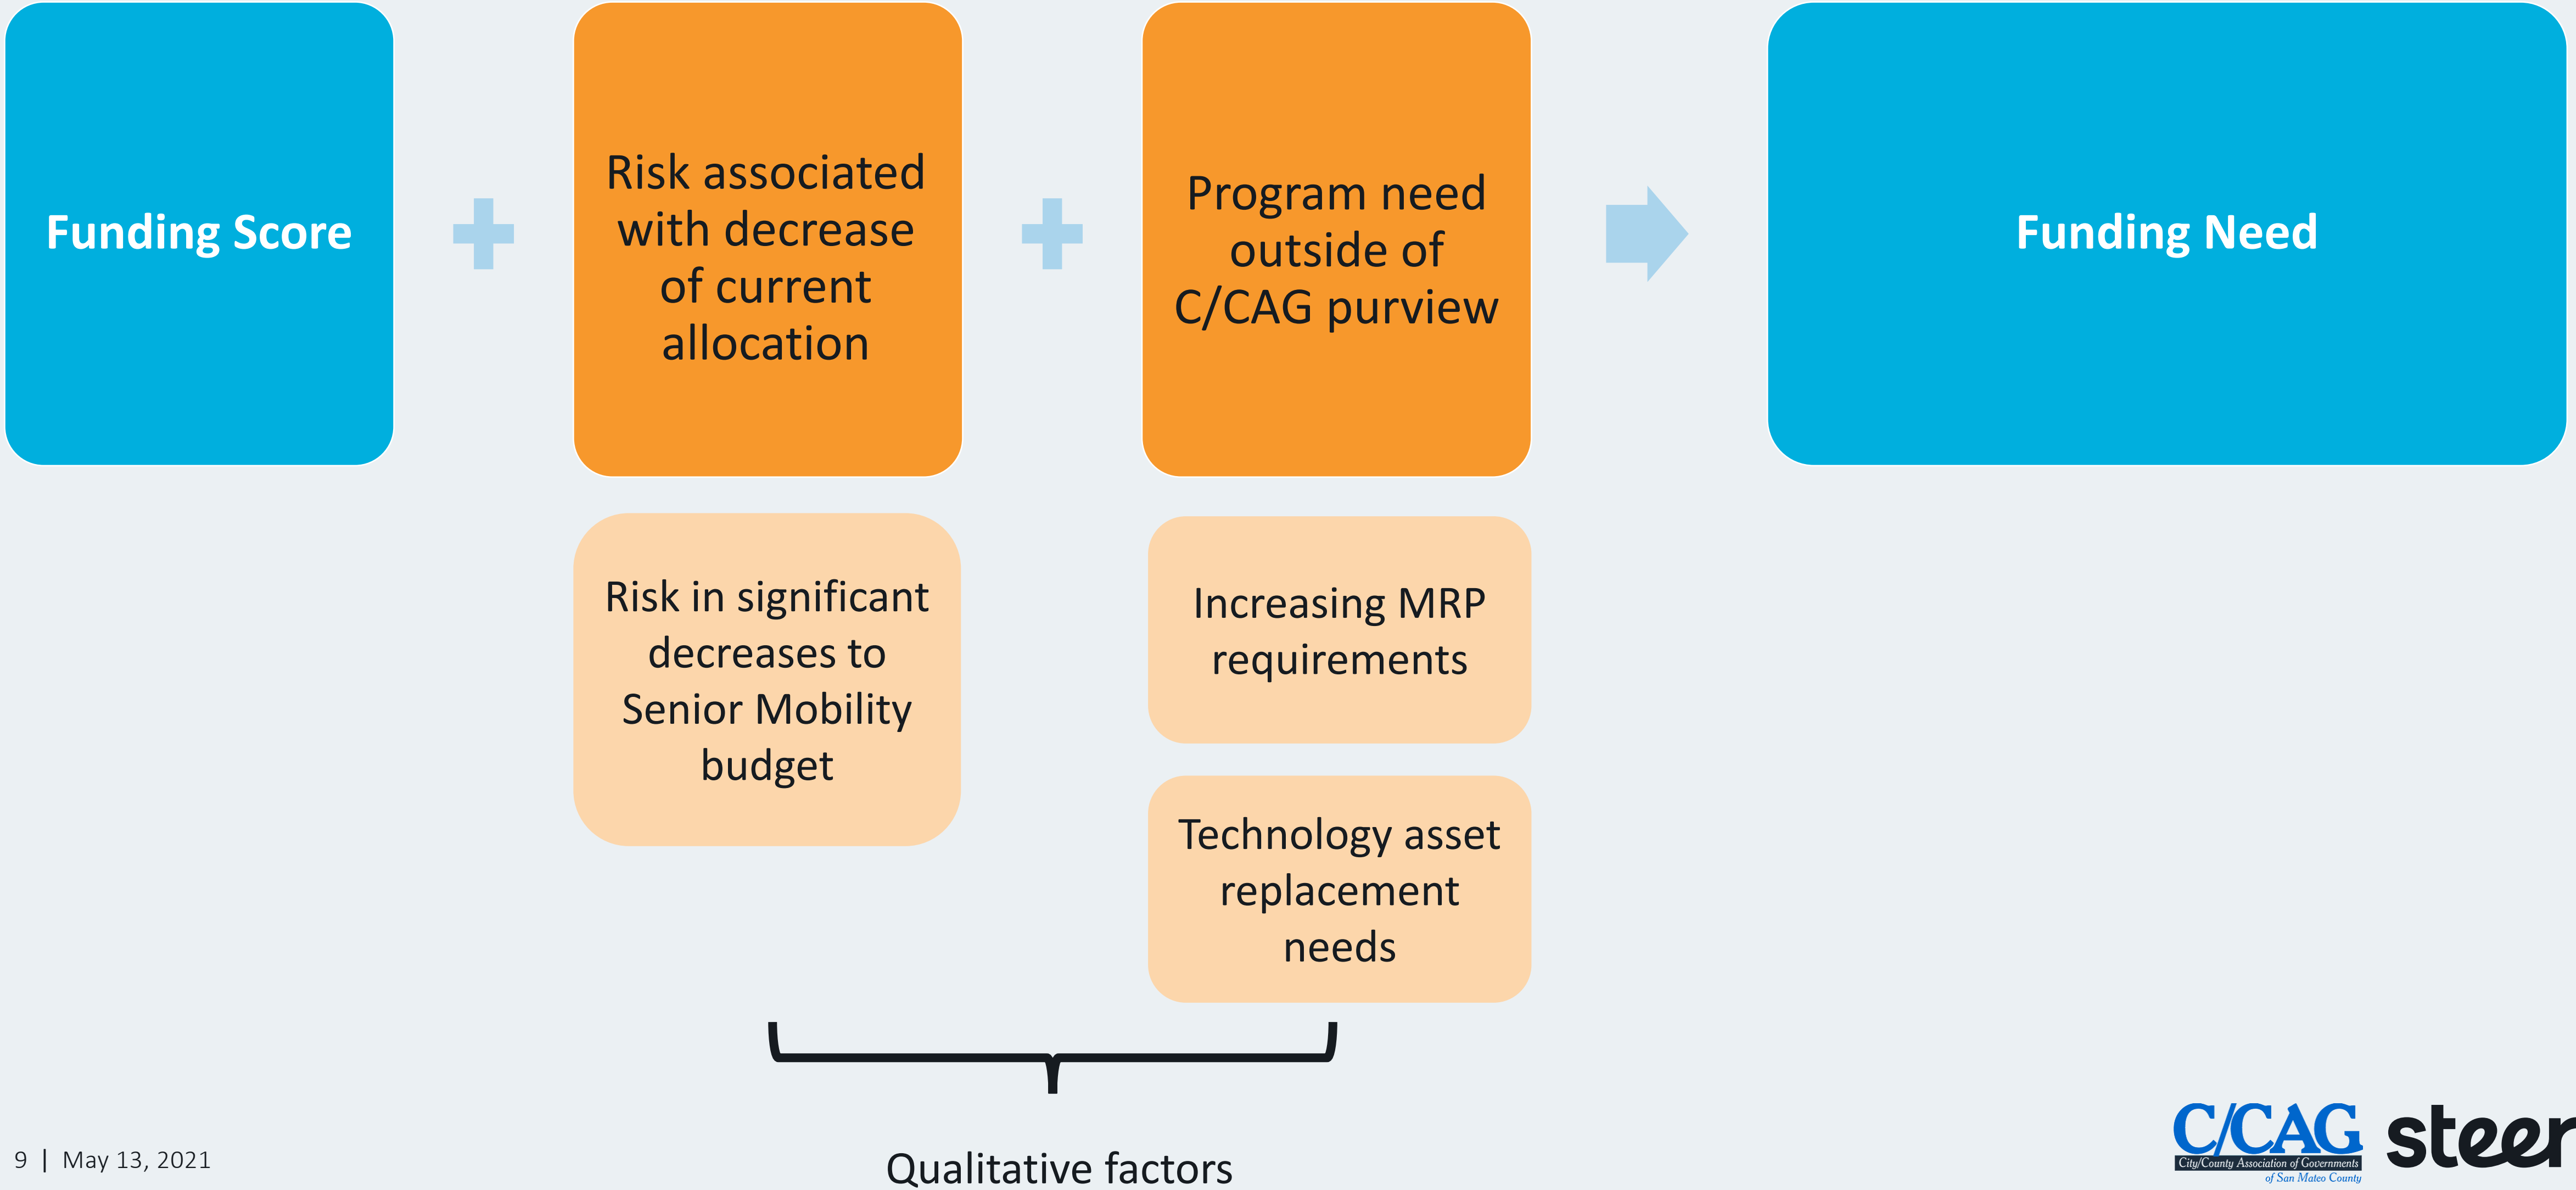 Funding Score
Risk associated
with decrease
of current
allocation
Program need
outside of
C/CAG purview
Funding Need
Risk in significant
decreases to
Senior Mobility
budget
Increasing MRP
requirements
Technology asset
replacement
needs
Qualitative factors
9 | May 13, 2021
C/CAG
City/County Association of Governments
of San Mateo County
steer